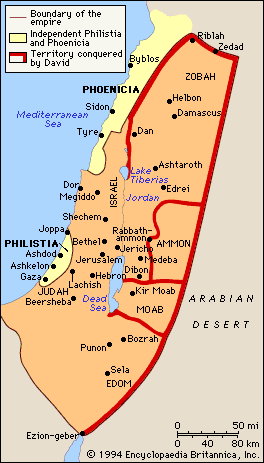 Boundary of the
empire
Independent Philistia
and Phoenicia
Territory conquered
by David
Riblah
Zedad
Byblos
ZOBAH
PHOENICIA
Helbon
Sidon
Damascus
Mediterranean
Sea
Tyre
Dan
Lake
Tiberias
Ashtaroth
Edrei
Jordan
Dor
Megiddo
ISRAEL
Shechem
Joppa
Rabbath-
ammon
AMMON
PHILISTIA
Bethel
Jericho
Ashdod
Jerusalem
Medeba
Ashkelon
Dibon
Gaza
Hebron
Lachish
JUDAH
Kir Moab
Beersheba
Dead
Sea
MOAB
ARABIAN
DESERT
Bozrah
Punon
Sela
EDOM
Ezion-geber
0 50 mi
0 40 80 km
© 1994 Encyclopaedia Britannica, Inc.